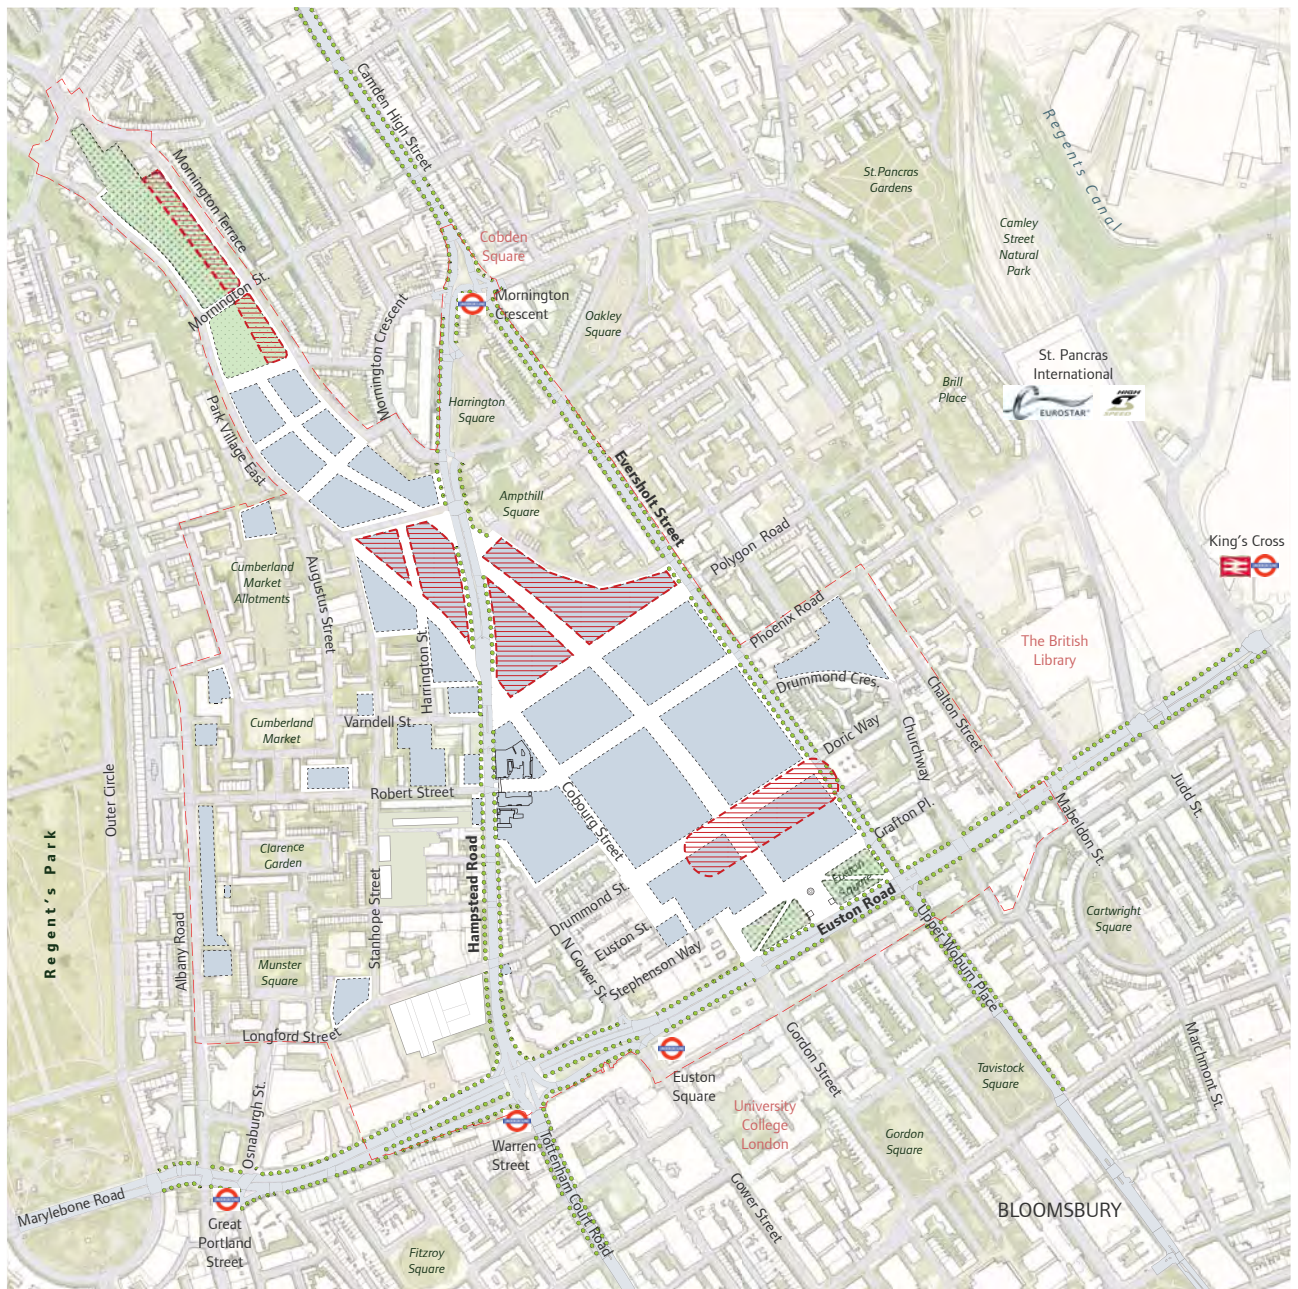 Camden High Street
Regents Canal
St.Pancras
Gardens
Mornington Terrace
Camley
Street
Natural
Park
Cobden
Square
Mornington St.
Mornington
Crescent
Mornington Crescent
Oakley
Square
St. Pancras
International
EUROSTAR
HIGH
SPEED
Brill
Place
Harrington
Square
Park Village East
Eversholt Street
Ampthill
Square
Polygon Road
King's Cross
Cumberland
Market
Allotments
Augustus Street
Phoenix Road
The British
Library
Harrington St.
Drummond Cres.
Chalton Street
Cumberland
Market
Varndell St.
Doric Way
Churchway
Outer Circle
Robert Street
Cobourg Street
Judd St.
Mabeldon St.
Grafton Pl.
Regent's Park
Clarence
Garden
Hampstead Road
Stanhope Street
Euston
Square
Drummond St.
Euston Road
Cartwright
Square
Albany Road
Euston St.
Upper Woburn Place
N Gower St.
Stephenson Way
Munster
Square
Longford Street
Gordon Street
Marchmont St.
Tavistock
Square
Euston
Square
University
College
London
Osnaburgh St.
Gordon
Square
Warren
Street
Tottenham Court Road
Marylebone Road
Gower Street
BLOOMSBURY
Great
Portland
Street
Fitzroy
Square